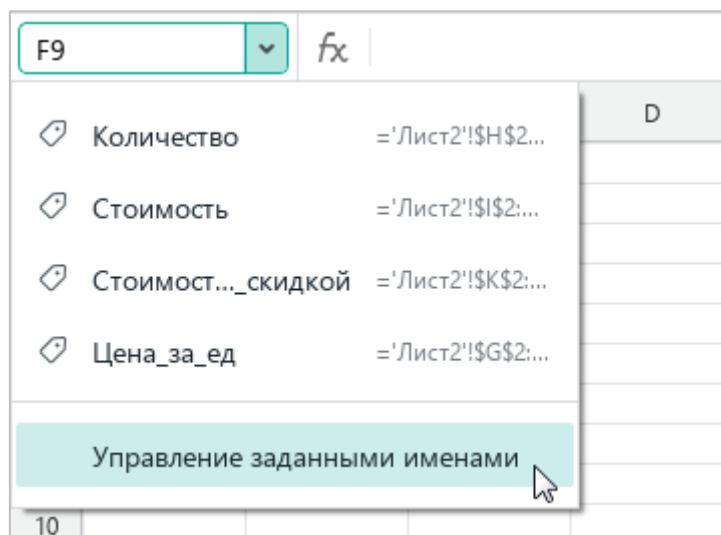 F9
fx
D
Количество ='Лист2'!$H$2...
Стоимость ='Лист2'!$I$2:...
Стоимост..._скидкой ='Лист2'!$K$2:...
Цена_за_ед ='Лист2'!$G$2:...
Управление заданными именами
10